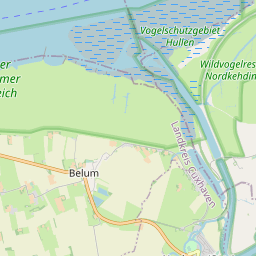 Vogelschutzgebiet
Hullen
Wildvogelres
Nordkehdin
er
mer
eich
Landkreis Cuxhaven
Belum